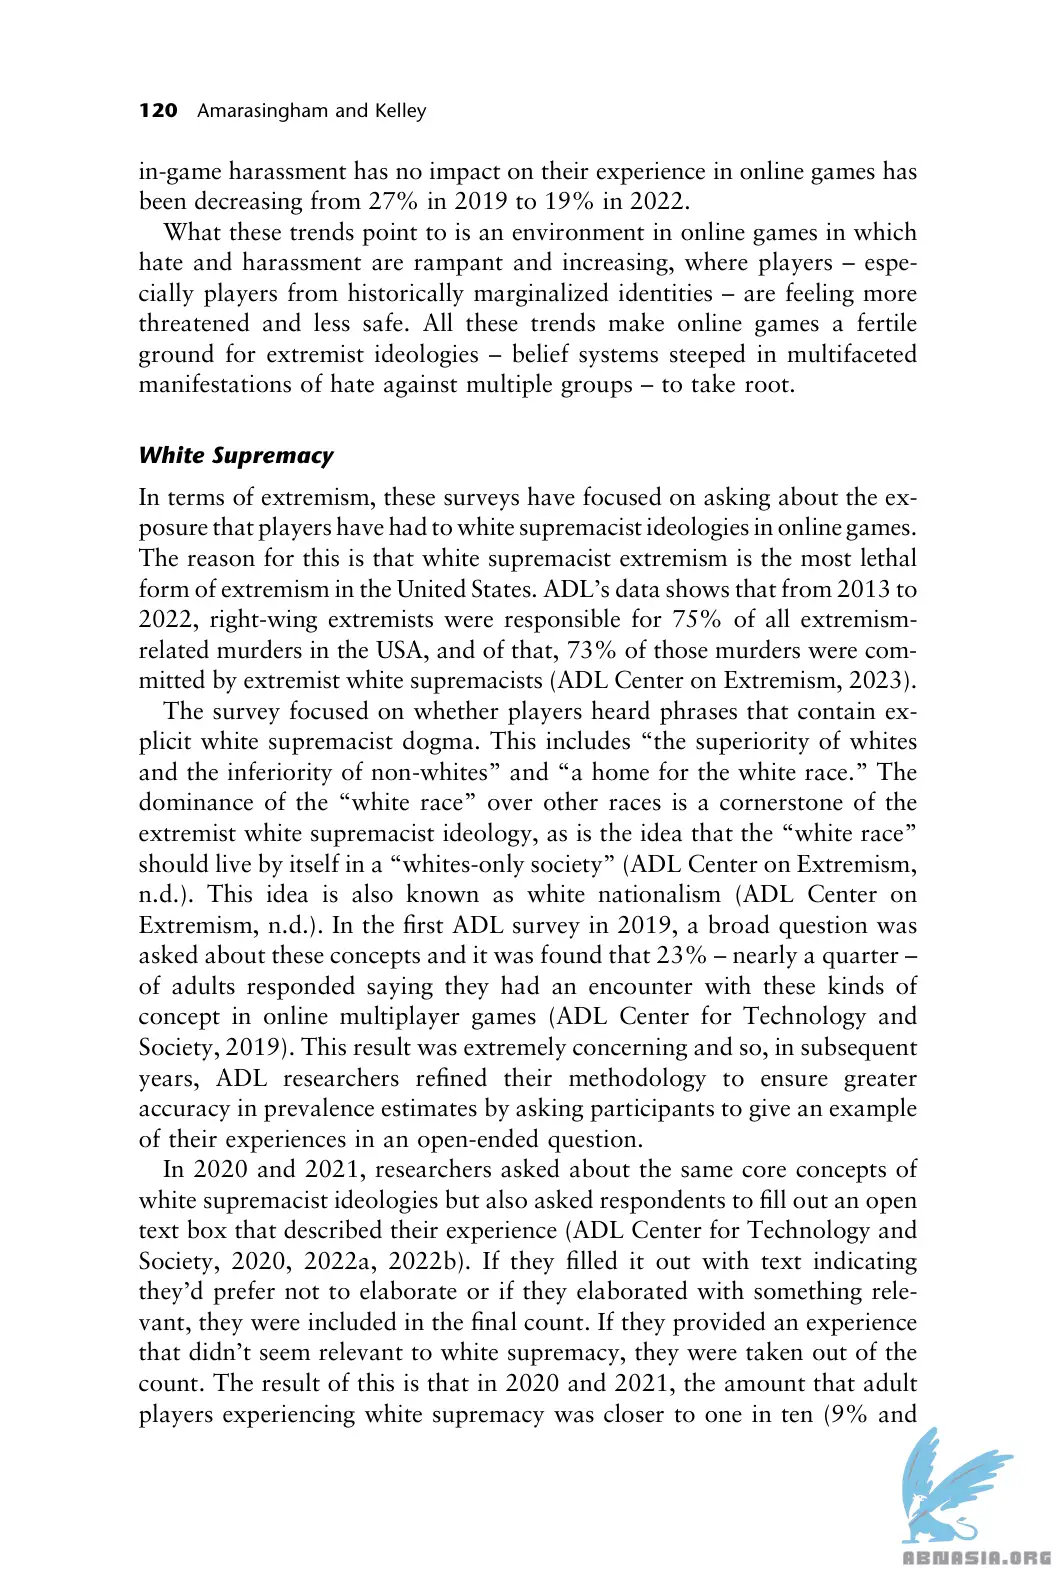 120 Amarasingham and Kelley
in-game harassment has no impact on their experience in online games has
been decreasing from 27% in 2019 to 19% in 2022.
What these trends point to is an environment in online games in which
hate and harassment are rampant and increasing, where players – espe-
cially players from historically marginalized identities – are feeling more
threatened and less safe. All these trends make online games a fertile
ground for extremist ideologies – belief systems steeped in multifaceted
manifestations of hate against multiple groups – to take root.
White Supremacy
In terms of extremism, these surveys have focused on asking about the ex-
posure that players have had to white supremacist ideologies in online games.
The reason for this is that white supremacist extremism is the most lethal
form of extremism in the United States. ADL’s data shows that from 2013 to
2022, right-wing extremists were responsible for 75% of all extremism-
related murders in the USA, and of that, 73% of those murders were com-
mitted by extremist white supremacists (ADL Center on Extremism, 2023).
The survey focused on whether players heard phrases that contain ex-
plicit white supremacist dogma. This includes “the superiority of whites
and the inferiority of non-whites” and “a home for the white race.” The
dominance of the “white race” over other races is a cornerstone of the
extremist white supremacist ideology, as is the idea that the “white race”
should live by itself in a “whites-only society” (ADL Center on Extremism,
n.d.). This idea is also known as white nationalism (ADL Center on
Extremism, n.d.). In the first ADL survey in 2019, a broad question was
asked about these concepts and it was found that 23% – nearly a quarter –
of adults responded saying they had an encounter with these kinds of
concept in online multiplayer games (ADL Center for Technology and
Society, 2019). This result was extremely concerning and so, in subsequent
years, ADL researchers refined their methodology to ensure greater
accuracy in prevalence estimates by asking participants to give an example
of their experiences in an open-ended question.
In 2020 and 2021, researchers asked about the same core concepts of
white supremacist ideologies but also asked respondents to fill out an open
text box that described their experience (ADL Center for Technology and
Society, 2020, 2022a, 2022b). If they filled it out with text indicating
they’d prefer not to elaborate or if they elaborated with something rele-
vant, they were included in the final count. If they provided an experience
that didn’t seem relevant to white supremacy, they were taken out of the
count. The result of this is that in 2020 and 2021, the amount that adult
players experiencing white supremacy was closer to one in ten (9% and
ABNASIA.ORG